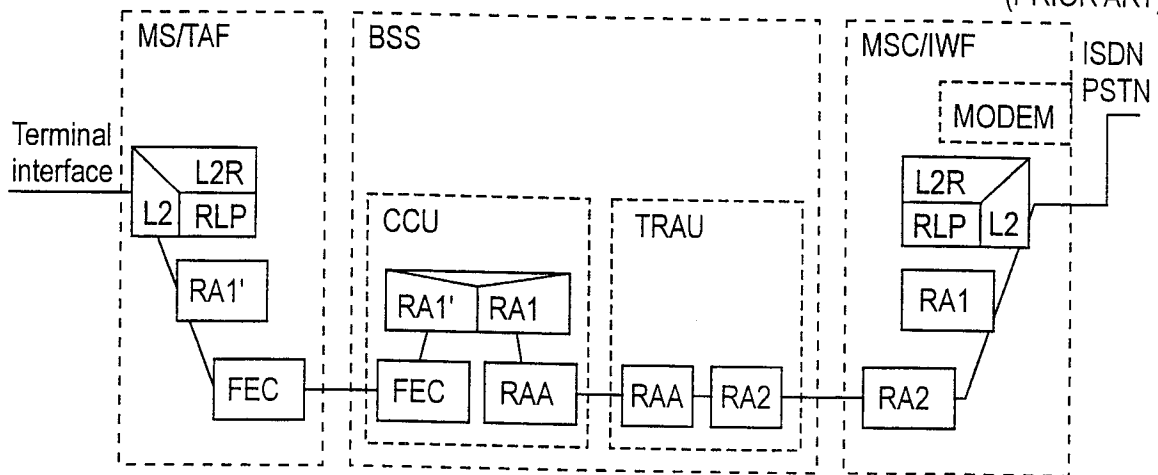 (PRIOR ART)
MS/TAF
BSS
MSC/IWF
ISDN
PSTN
MODEM
Terminal
interface
L2R
L2
RLP
RA1'
FEC
CCU
RA1'
RA1
FEC
RAA
TRAU
RAA
RA2
L2R
RLP
L2
RA1
RA2